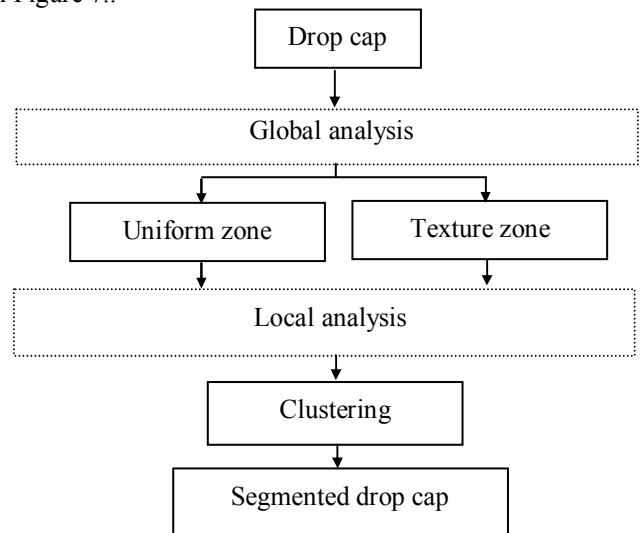 Figure 7..
Drop cap
Global analysis
Uniform zone
Texture zone
Local analysis
Clustering
Segmented drop cap